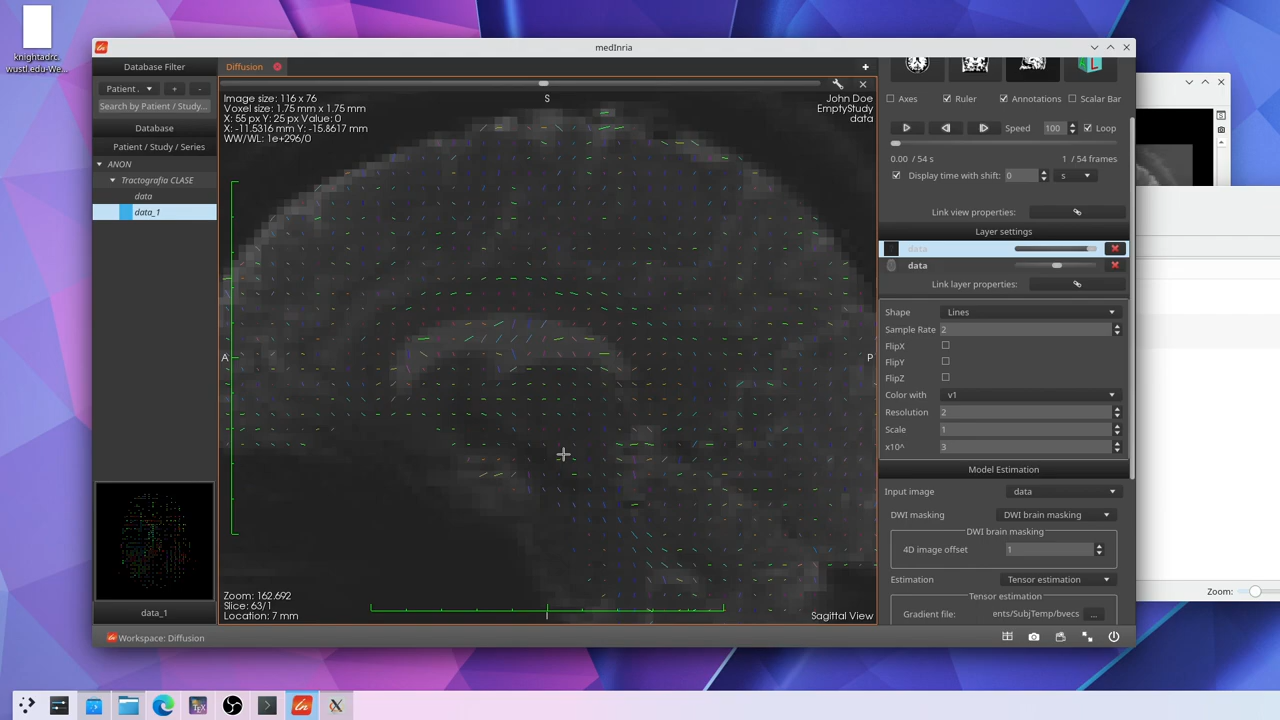 knightadrc.
wustl.edu-We...
medInria
Database Filter
Patient .
+
-
Search by Patient / Study...
Database
Patient / Study / Series
ANON
Tractografia CLASE
data
data_1
data_1
Workspace: Diffusion
Diffusion
+
Image size: 116 x 76
Voxel size: 1.75 mm x 1.75 mm
X: 55 px Y: 25 px Value: 0
X: -11.5316 mm Y: -15.8617 mm
WW/WL: 1e+296/0
S
John Doe
EmptyStudy
data
A
P
I
Zoom: 162.692
Slice: 63/1
Location: 7 mm
Sagittal View
Axes
Ruler
Annotations
Scalar Bar
Speed
100
Loop
0.00 / 54 s
1 / 54 frames
Display time with shift:
0
s
Link view properties:
Layer settings
data
data
Link layer properties:
Shape
Lines
Sample Rate
2
FlipX
FlipY
FlipZ
Color with
v1
Resolution
2
Scale
1
x10^
3
Model Estimation
Input image
data
DWI masking
DWI brain masking
DWI brain masking
4D image offset
1
Estimation
Tensor estimation
Tensor estimation
Gradient file:
ents/SubjTemp/bvecs
...
Zoom: